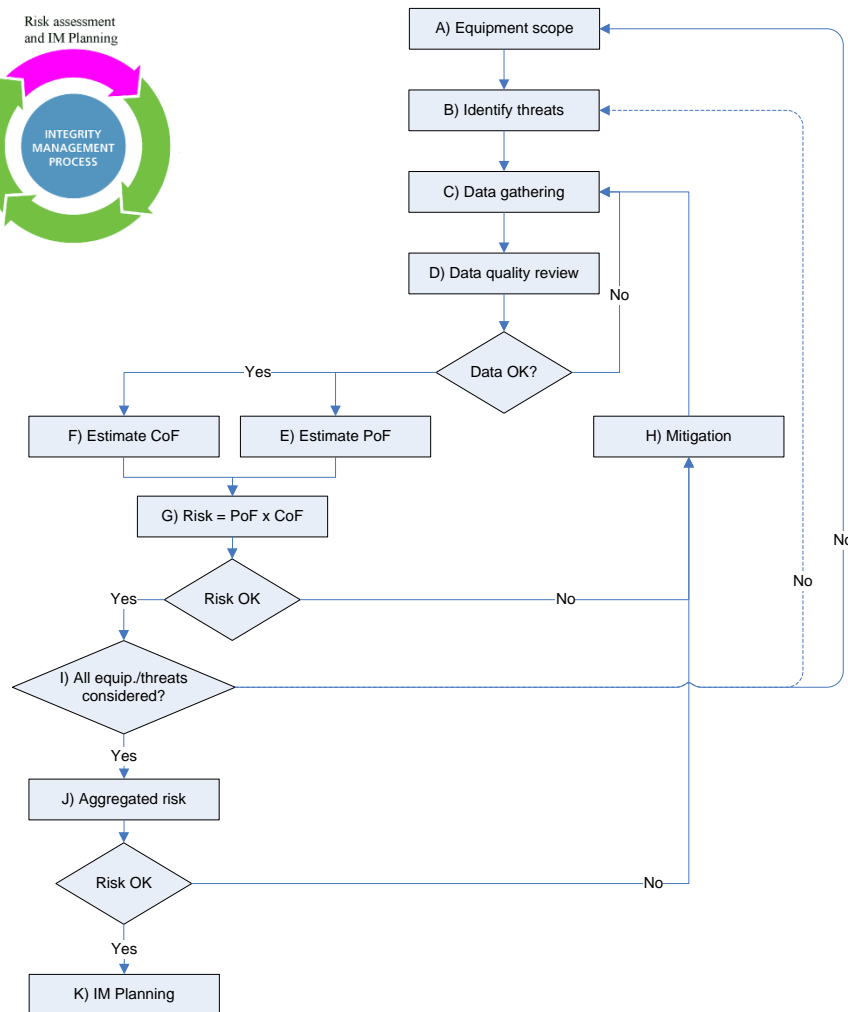 Risk assessment
and IM Planning
INTEGRITY
MANAGEMENT
PROCESS
A) Equipment scope
B) Identify threats
C) Data gathering
D) Data quality review
No
Data OK?
Yes
F) Estimate CoF
E) Estimate PoF
H) Mitigation
G) Risk = PoF x CoF
No
No
Risk OK
Yes
No
I) All equip./threats
considered?
Yes
J) Aggregated risk
Risk OK
No
Yes
K) IM Planning